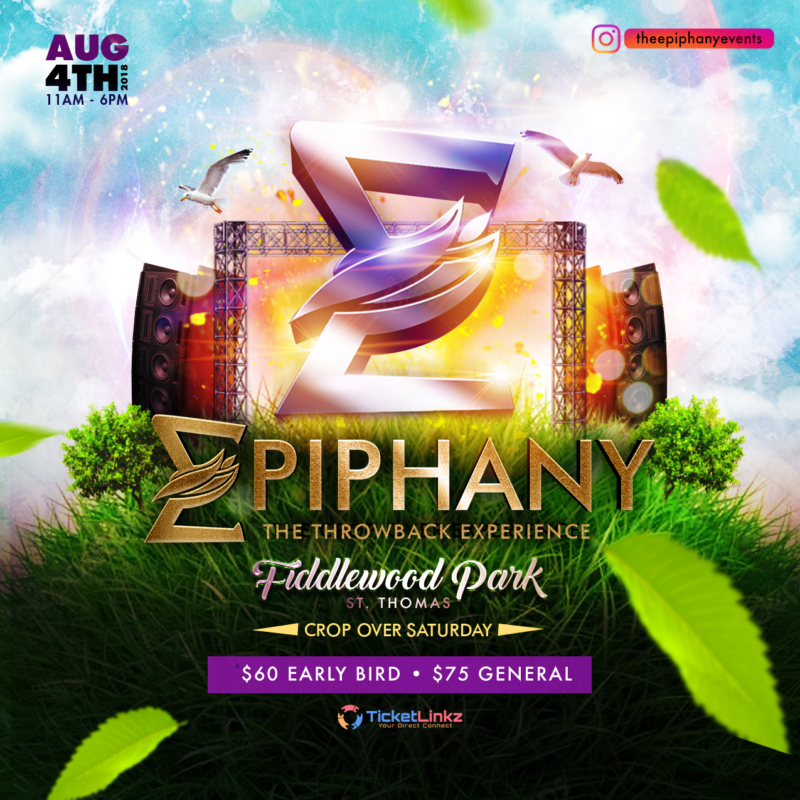 AUG
4TH 2018
11AM - 6PM
theepiphanyevents
EPIPHANY
THE THROWBACK EXPERIENCE
Fiddlewood Park
ST. THOMAS
CROP OVER SATURDAY
$60 EARLY BIRD • $75 GENERAL
TicketLinkz
Your Direct Connect